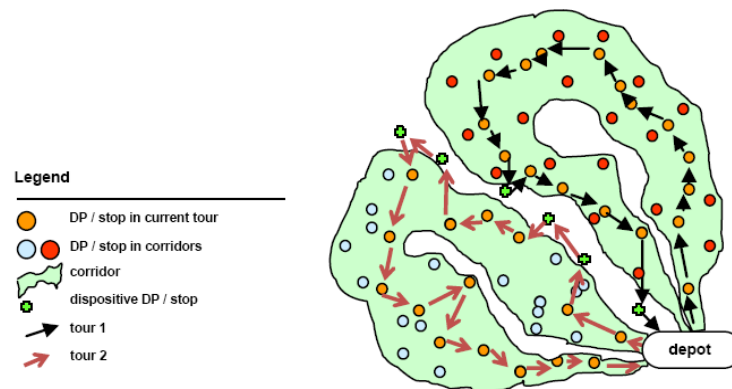 Legend
DP / stop in current tour
DP / stop in corridors
corridor
dispositive DP / stop
tour 1
tour 2
depot